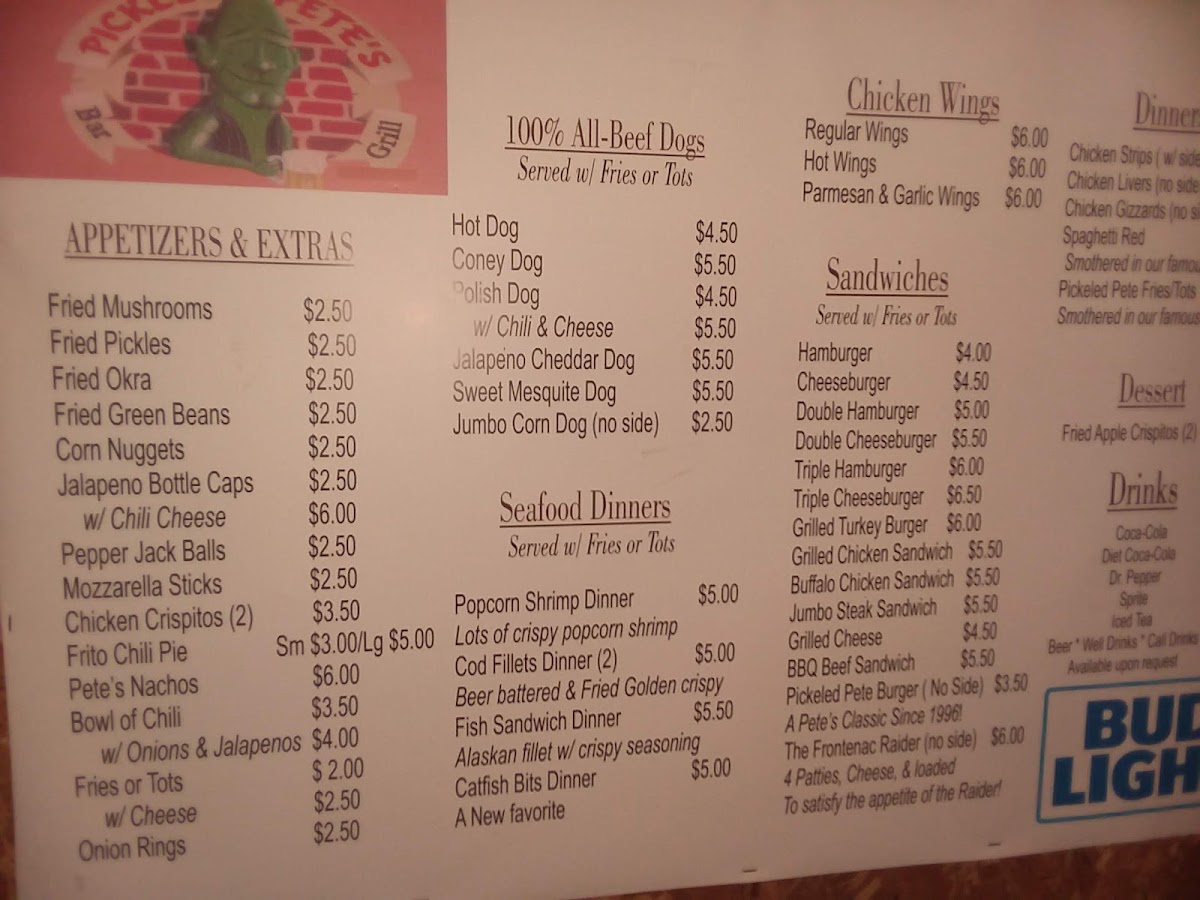 PETE'S
Bar
Grill
APPETIZERS & EXTRAS
Fried Mushrooms $2.50
Fried Pickles $2.50
Fried Okra $2.50
Fried Green Beans $2.50
Corn Nuggets $2.50
Jalapeno Bottle Caps $2.50
w/ Chili Cheese $6.00
Pepper Jack Balls $2.50
Mozzarella Sticks $2.50
Chicken Crispitos (2) $3.50
Frito Chili Pie Sm $3.00/Lg $5.00
Pete's Nachos $6.00
Bowl of Chili $3.50
w/ Onions & Jalapenos $4.00
Fries or Tots $ 2.00
w/ Cheese $2.50
Onion Rings $2.50
100% All-Beef Dogs
Served w/ Fries or Tots
Hot Dog $4.50
Coney Dog $5.50
Polish Dog $4.50
w/ Chili & Cheese $5.50
Jalapeno Cheddar Dog $5.50
Sweet Mesquite Dog $5.50
Jumbo Corn Dog (no side) $2.50
Seafood Dinners
Served w/ Fries or Tots
Popcorn Shrimp Dinner $5.00
Lots of crispy popcorn shrimp
Cod Fillets Dinner (2) $5.00
Beer battered & Fried Golden crispy
Fish Sandwich Dinner $5.50
Alaskan fillet w/ crispy seasoning
Catfish Bits Dinner $5.00
A New favorite
Chicken Wings
Regular Wings $6.00
Hot Wings $6.00
Parmesan & Garlic Wings $6.00
Sandwiches
Served w/ Fries or Tots
Hamburger $4.00
Cheeseburger $4.50
Double Hamburger $5.00
Double Cheeseburger $5.50
Triple Hamburger $6.00
Triple Cheeseburger $6.50
Grilled Turkey Burger $6.00
Grilled Chicken Sandwich $5.50
Buffalo Chicken Sandwich $5.50
Jumbo Steak Sandwich $5.50
Grilled Cheese $4.50
BBQ Beef Sandwich $5.50
Pickeled Pete Burger ( No Side) $3.50
A Pete's Classic Since 1996!
The Frontenac Raider (no side) $6.00
4 Patties, Cheese, & loaded
To satisfy the appetite of the Raider!
Dinner
Chicken Strips ( w/ side
Chicken Livers (no side
Chicken Gizzards (no si
Spaghetti Red
Smothered in our famou
Pickeled Pete Fries/Tots
Smothered in our famous
Dessert
Fried Apple Crispitos (2)
Drinks
Coca-Cola
Diet Coca-Cola
Dr. Pepper
Sprite
Iced Tea
Beer * Well Drinks * Call Drinks
Available upon request
BUD
LIGH